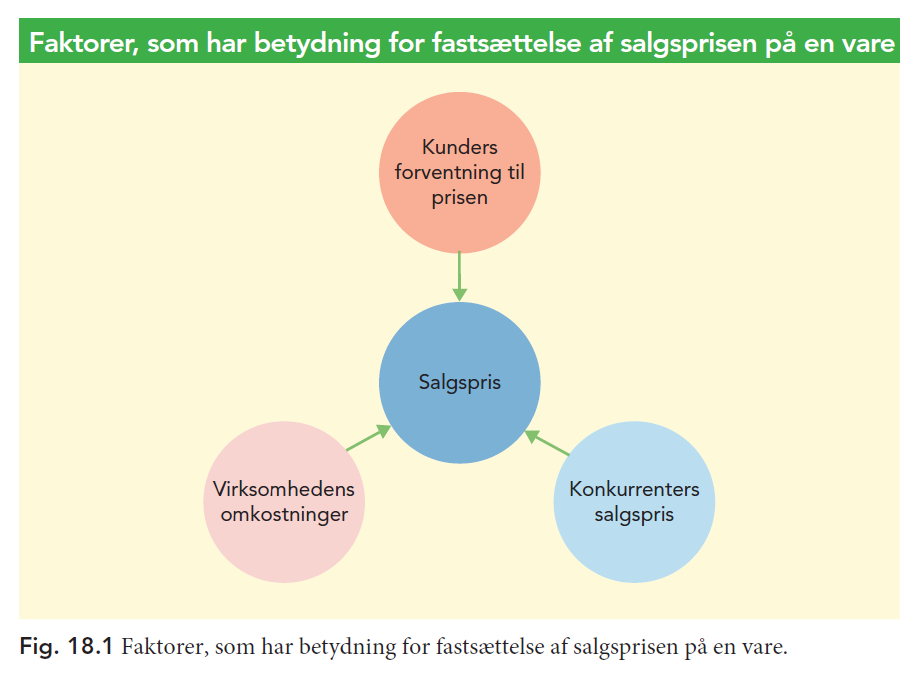 Faktorer, som har betydning for fastsættelse af salgsprisen på en vare
Kunders
forventning til
prisen
Salgspris
Virksomhedens
omkostninger
Konkurrenters
salgspris
Fig. 18.1 Faktorer, som har betydning for fastsættelse af salgsprisen på en vare.